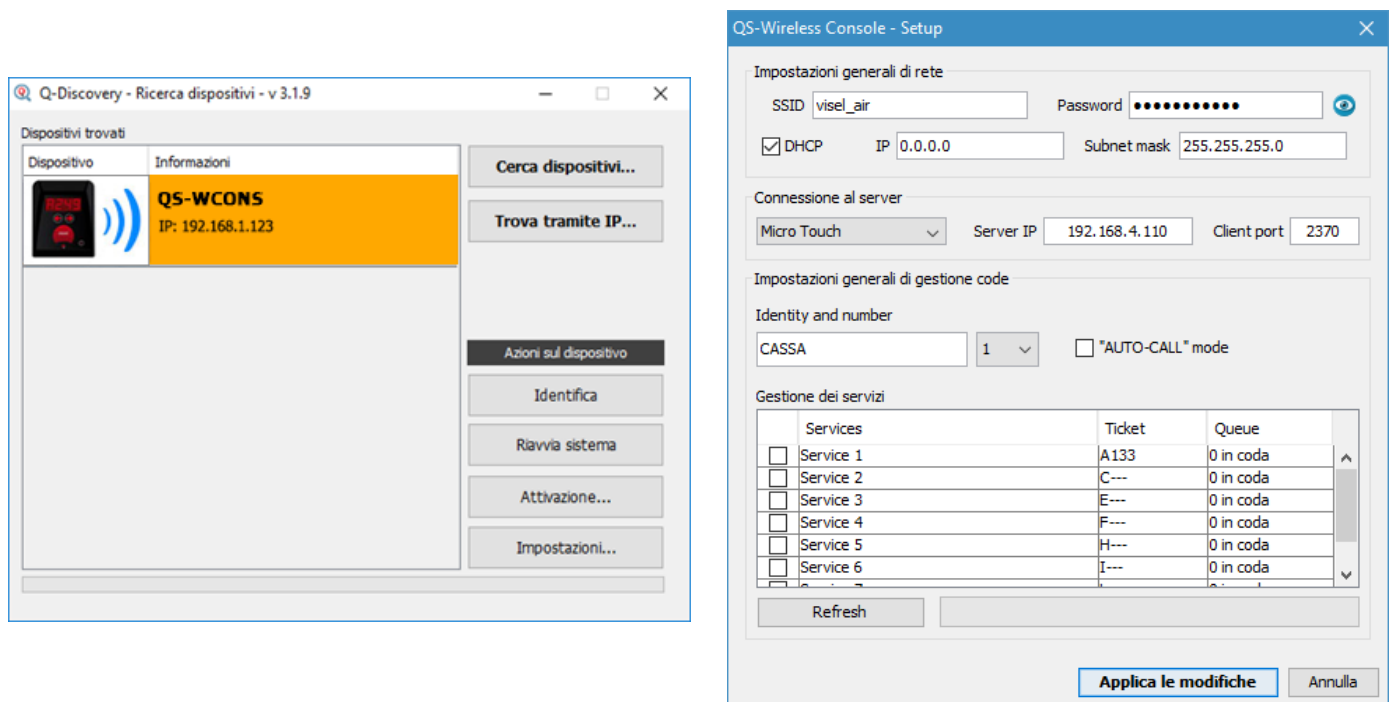 Q-Discovery - Ricerca dispositivi - v 3.1.9
Dispositivi trovati
Dispositivo Informazioni
QS-WCONS
IP: 192.168.1.123
Cerca dispositivi...
Trova tramite IP...
Azioni sul dispositivo
Identifica
Riavvia sistema
Attivazione...
Impostazioni...
QS-Wireless Console - Setup
Impostazioni generali di rete
SSID visel_air Password ●●●●●●●●●●●
DHCP IP 0.0.0.0 Subnet mask 255.255.255.0
Connessione al server
Micro Touch Server IP 192.168.4.110 Client port 2370
Impostazioni generali di gestione code
Identity and number
CASSA 1 "AUTO-CALL" mode
Gestione dei servizi
Services Ticket Queue
Service 1 A133 0 in coda
Service 2 C--- 0 in coda
Service 3 E--- 0 in coda
Service 4 F--- 0 in coda
Service 5 H--- 0 in coda
Service 6 I--- 0 in coda
Refresh
Applica le modifiche Annulla